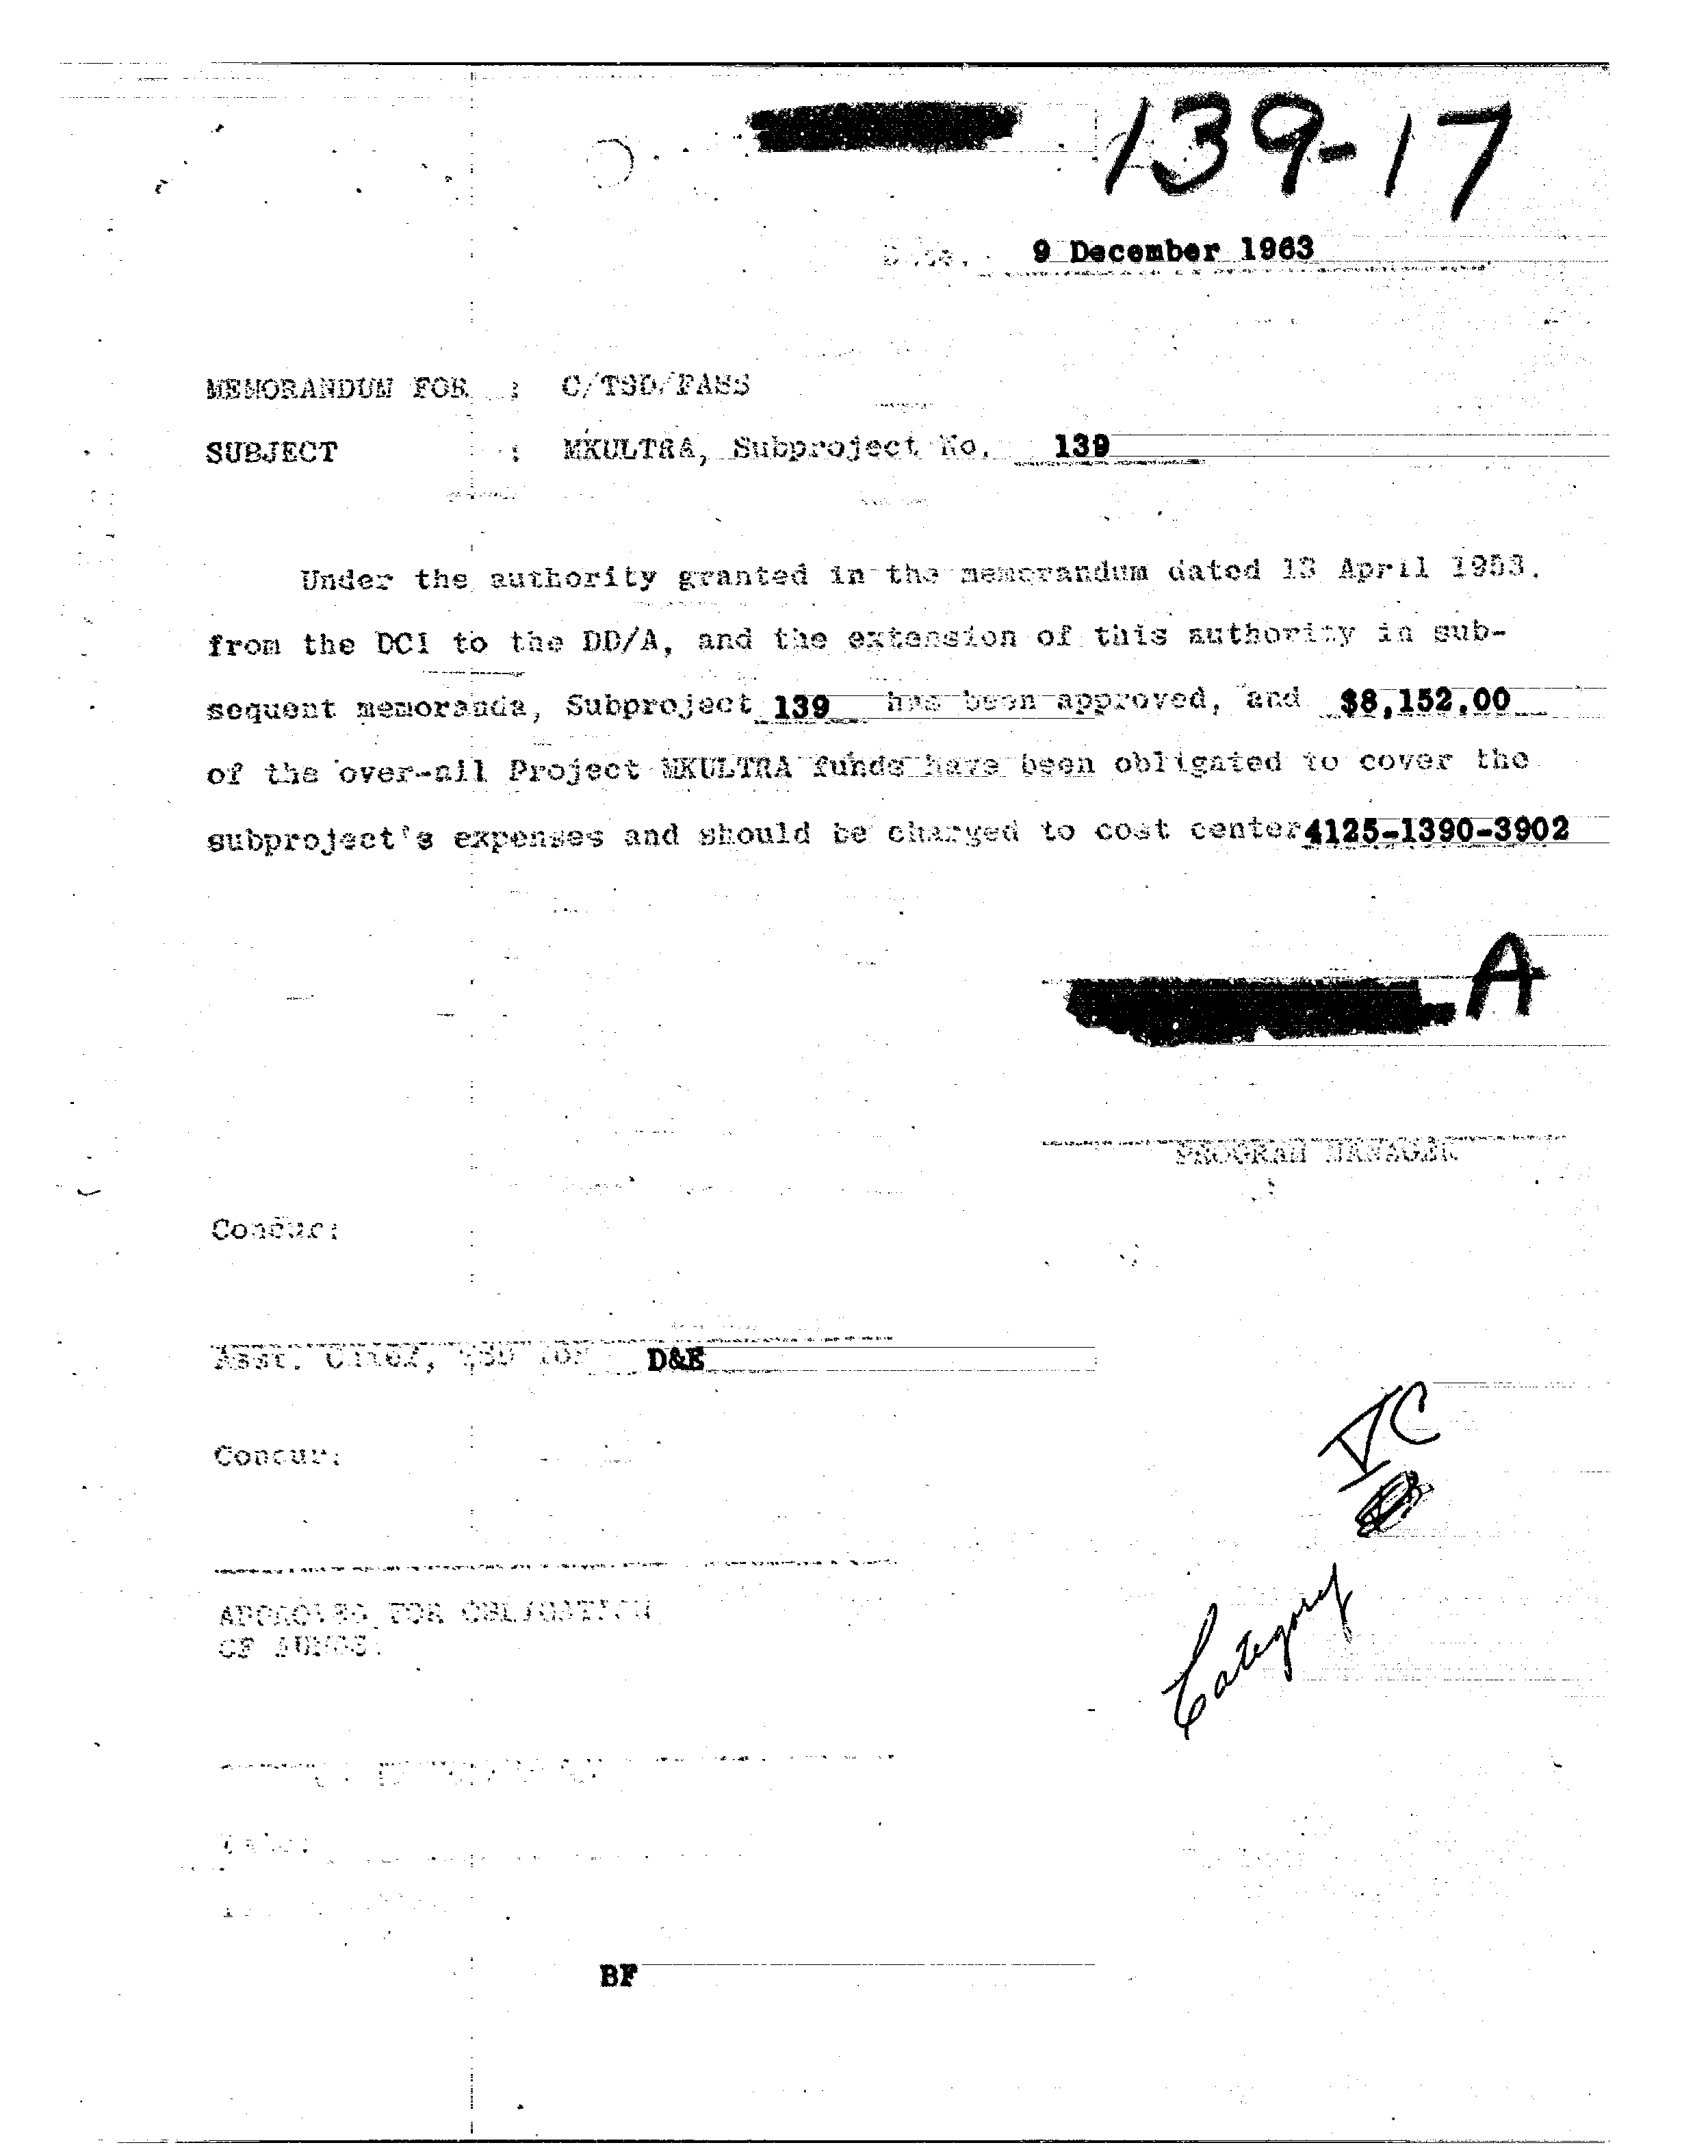 139-17
Date: 9 December 1963
MEMORANDUM FOR : C/TSD/FASS
SUBJECT : MKULTRA, Subproject No. 139
Under the authority granted in the memorandum dated 13 April 1953.
from the DCI to the DD/A, and the extension of this authority in sub-
sequent memoranda, Subproject 139 has been approved, and $8,152.00
of the over-all Project MKULTRA funds have been obligated to cover the
subproject's expenses and should be charged to cost center 4125-1390-3902
A
PROGRAM MANAGER
Concur:
Asst. Chief, TSD for D&E
Concur:
APPROVED FOR OBLIGATION
OF FUNDS:
Category VC
Date:
BF